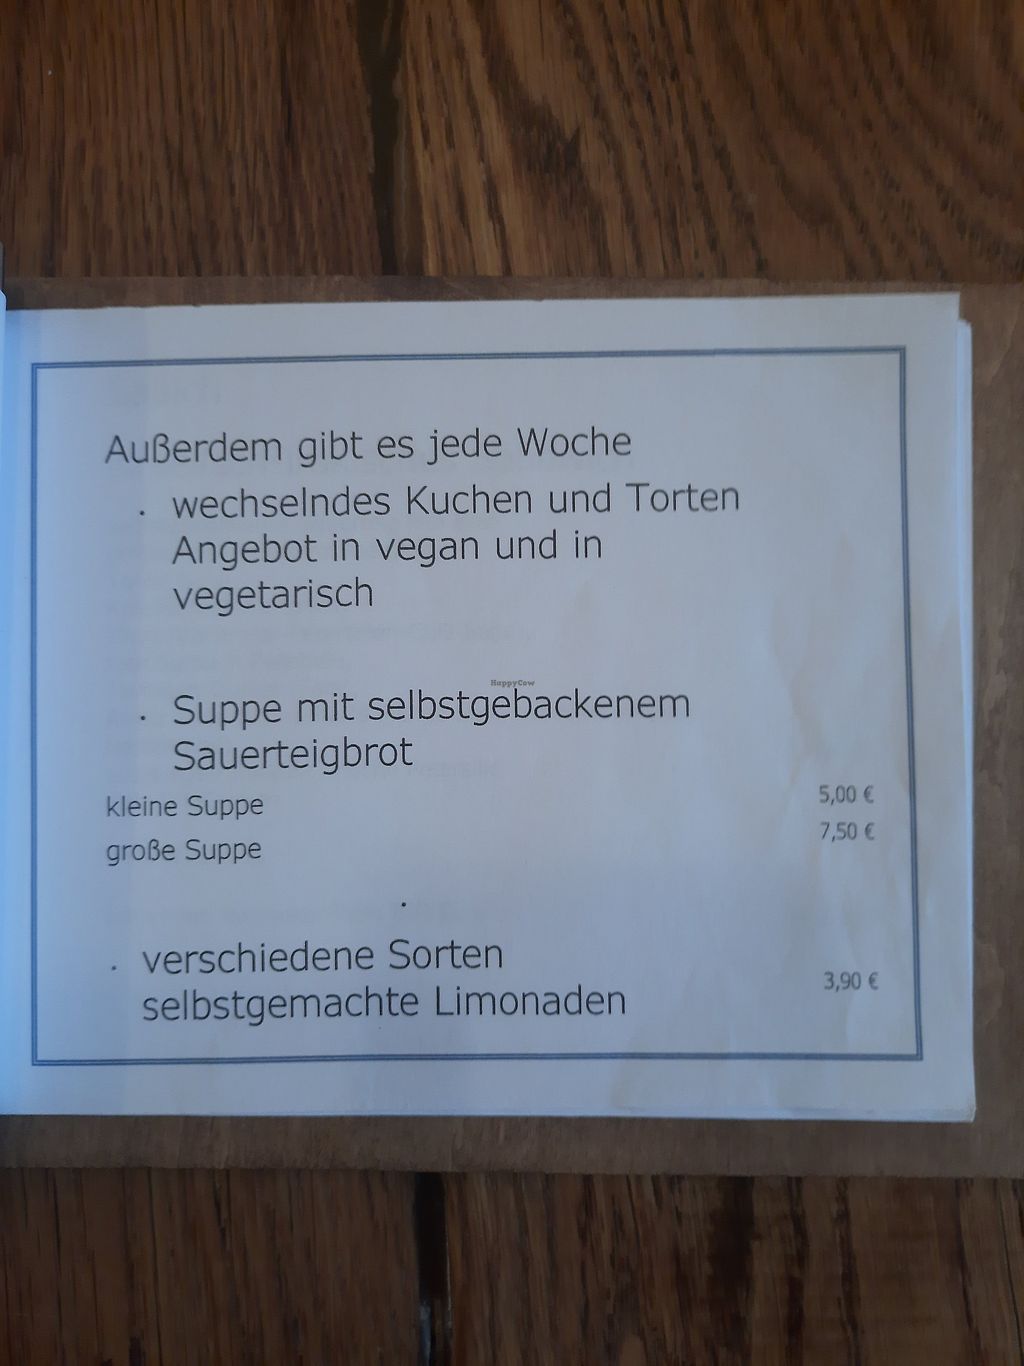 Außerdem gibt es jede Woche
. wechselndes Kuchen und Torten
Angebot in vegan und in
vegetarisch
HappyCow
. Suppe mit selbstgebackenem
Sauerteigbrot
kleine Suppe 5,00 €
große Suppe 7,50 €
.
. verschiedene Sorten
selbstgemachte Limonaden 3,90 €